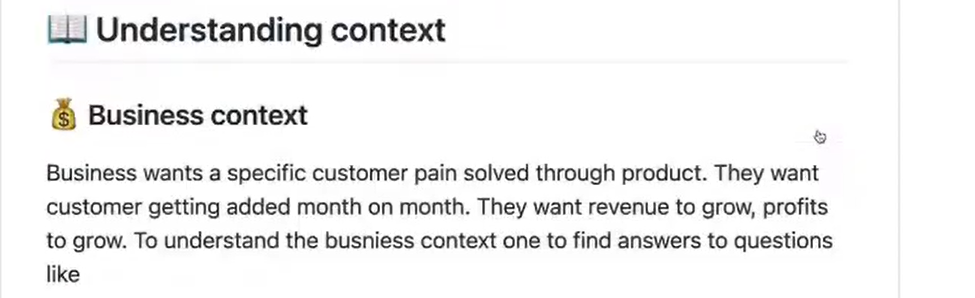 📖 Understanding context
💰 Business context
Business wants a specific customer pain solved through product. They want
customer getting added month on month. They want revenue to grow, profits
to grow. To understand the busniess context one to find answers to questions
like